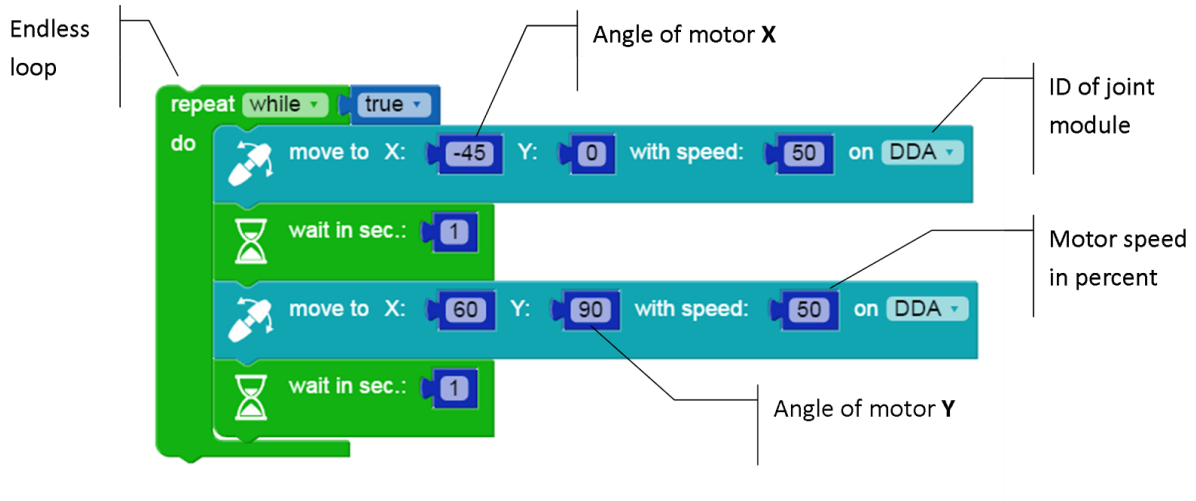 Endless
loop
Angle of motor X
ID of joint
module
repeat while true
do
move to X: -45 Y: 0 with speed: 50 on DDA
wait in sec.: 1
Motor speed
in percent
move to X: 60 Y: 90 with speed: 50 on DDA
wait in sec.: 1
Angle of motor Y